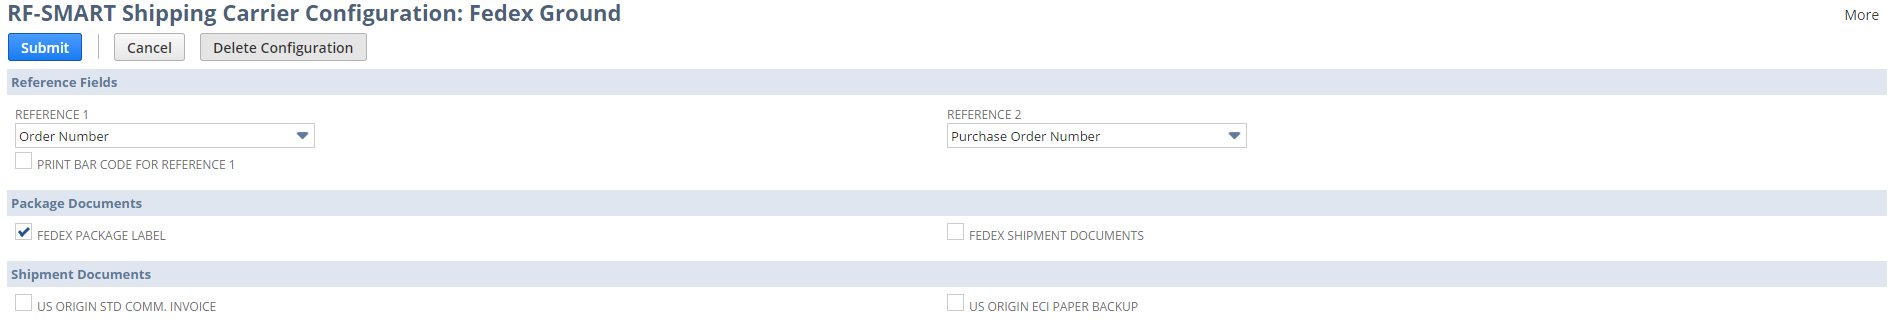 RF-SMART Shipping Carrier Configuration: Fedex Ground
More
Submit
Cancel
Delete Configuration
Reference Fields
REFERENCE 1
REFERENCE 2
Order Number
Purchase Order Number
PRINT BAR CODE FOR REFERENCE 1
Package Documents
FEDEX PACKAGE LABEL
FEDEX SHIPMENT DOCUMENTS
Shipment Documents
US ORIGIN STD COMM. INVOICE
US ORIGIN ECI PAPER BACKUP